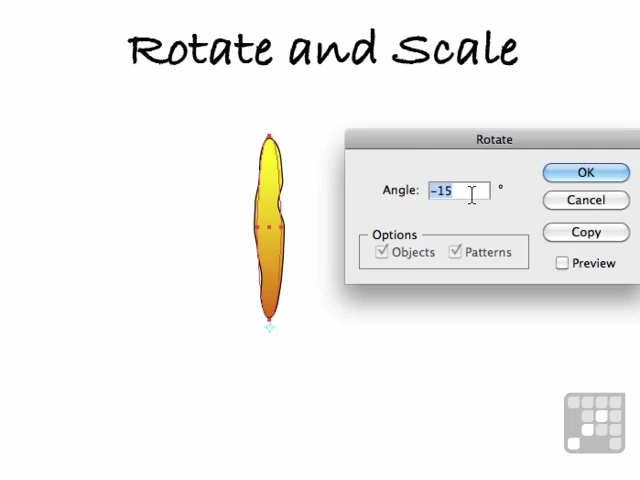 Rotate and Scale
Rotate
Angle: -15 °
OK
Cancel
Options
Copy
Objects Patterns
Preview